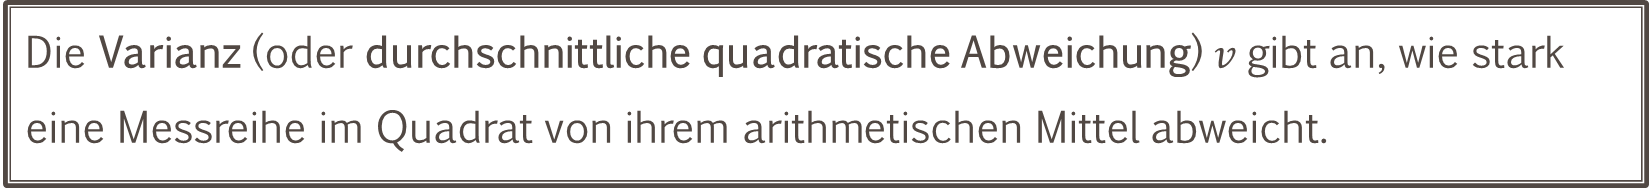 Die Varianz (oder durchschnittliche quadratische Abweichung) v gibt an, wie stark
eine Messreihe im Quadrat von ihrem arithmetischen Mittel abweicht.